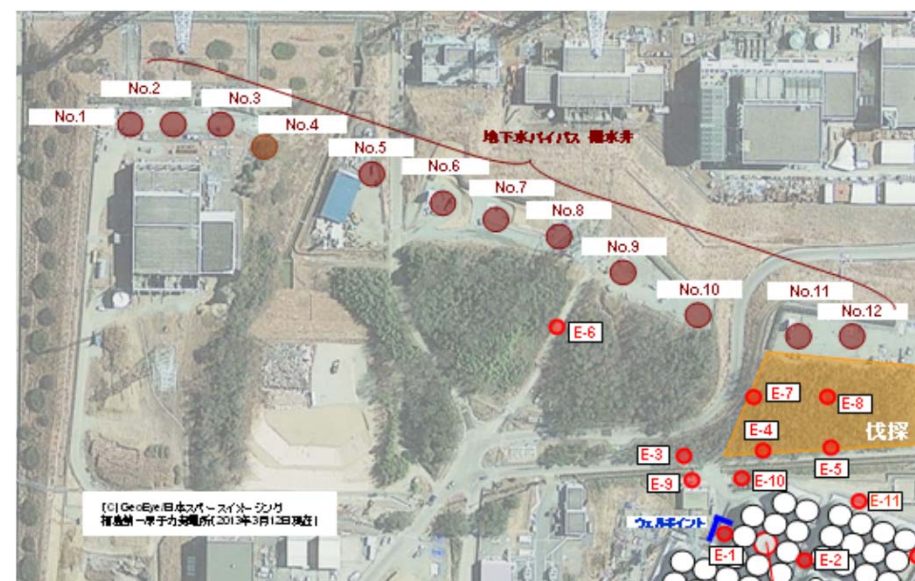 No.1
No.2
No.3
No.4
No.5
No.6
No.7
No.8
No.9
No.10
No.11
No.12
地下水バイパス 揚水井
E-6
E-7
E-8
伐採
E-4
E-5
E-3
E-9
E-10
E-11
ウェルポイント
E-1
E-2
(C)GeoEye/日本スペースイメージング
福島第一原子力発電所(2013年3月12日現在)